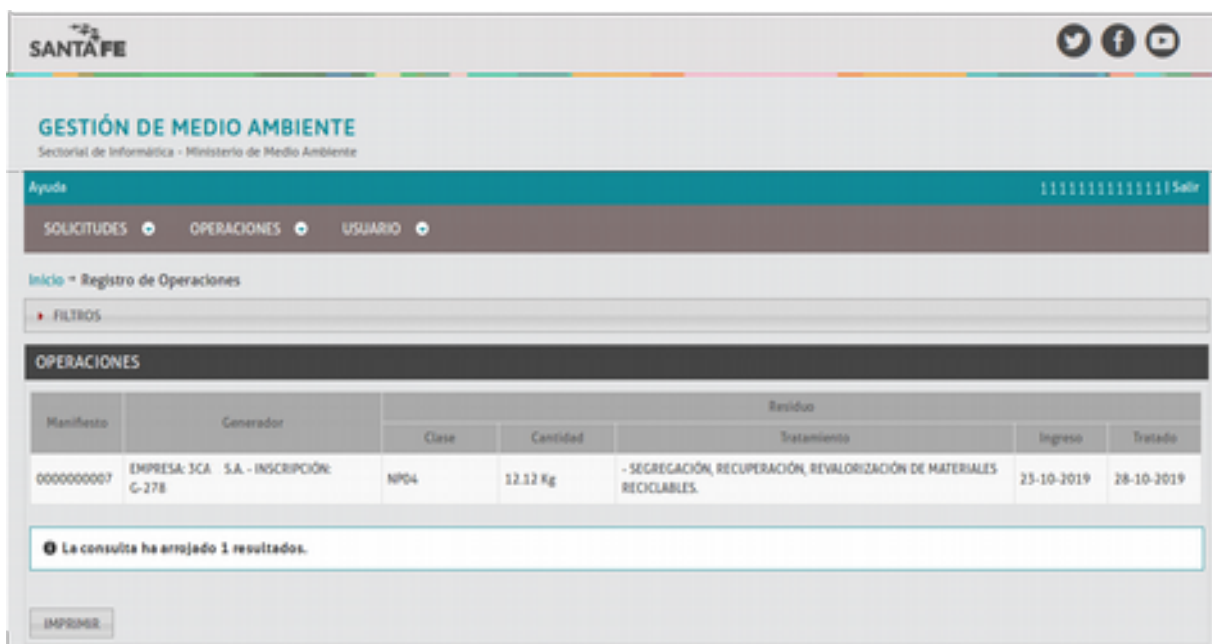 SANTA FE
GESTIÓN DE MEDIO AMBIENTE
Sectorial de Informática - Ministerio de Medio Ambiente
Ayuda
| Salir
SOLICITUDES OPERACIONES USUARIO
Inicio Registro de Operaciones
FILTROS
OPERACIONES
Residuo
Manifiesto Generador
Clase Cantidad Tratamiento Ingreso Tratado
EMPRESA: 3CA S.A. - INSCRIPCIÓN: - SEGREGACIÓN, RECUPERACIÓN, REVALORIZACIÓN DE MATERIALES
0000000007 NP04 12.12 Kg 23-10-2019 28-10-2019
G-278 RECICLABLES.
La consulta ha arrojado 1 resultados.
IMPRIMIR